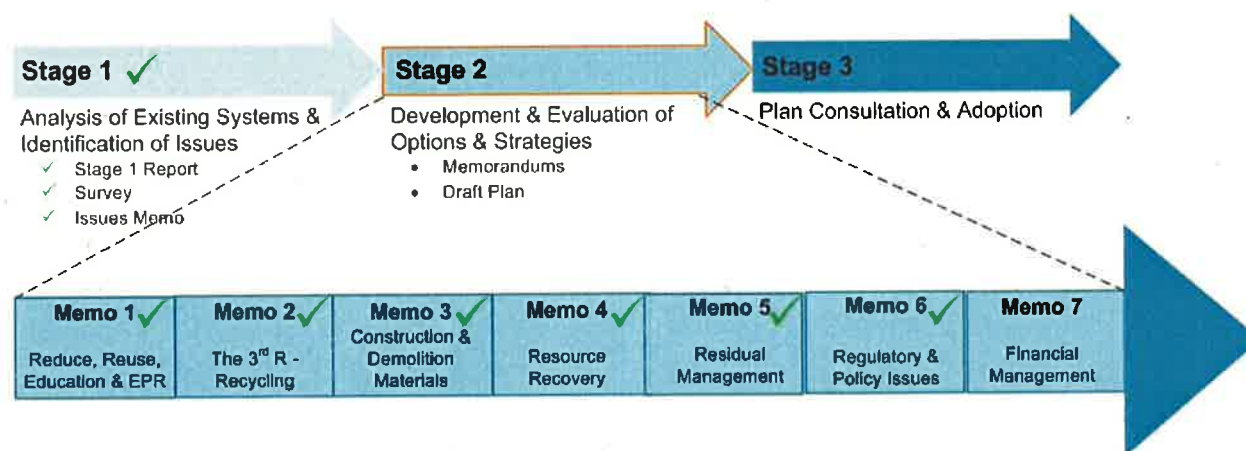 Stage 1 ✓
Analysis of Existing Systems &
Identification of Issues
✓ Stage 1 Report
✓ Survey
✓ Issues Memo
Stage 2
Development & Evaluation of
Options & Strategies
• Memorandums
• Draft Plan
Stage 3
Plan Consultation & Adoption
Memo 1 ✓
Reduce, Reuse,
Education & EPR
Memo 2 ✓
The 3rd R -
Recycling
Memo 3 ✓
Construction &
Demolition
Materials
Memo 4 ✓
Resource
Recovery
Memo 5 ✓
Residual
Management
Memo 6 ✓
Regulatory &
Policy Issues
Memo 7
Financial
Management